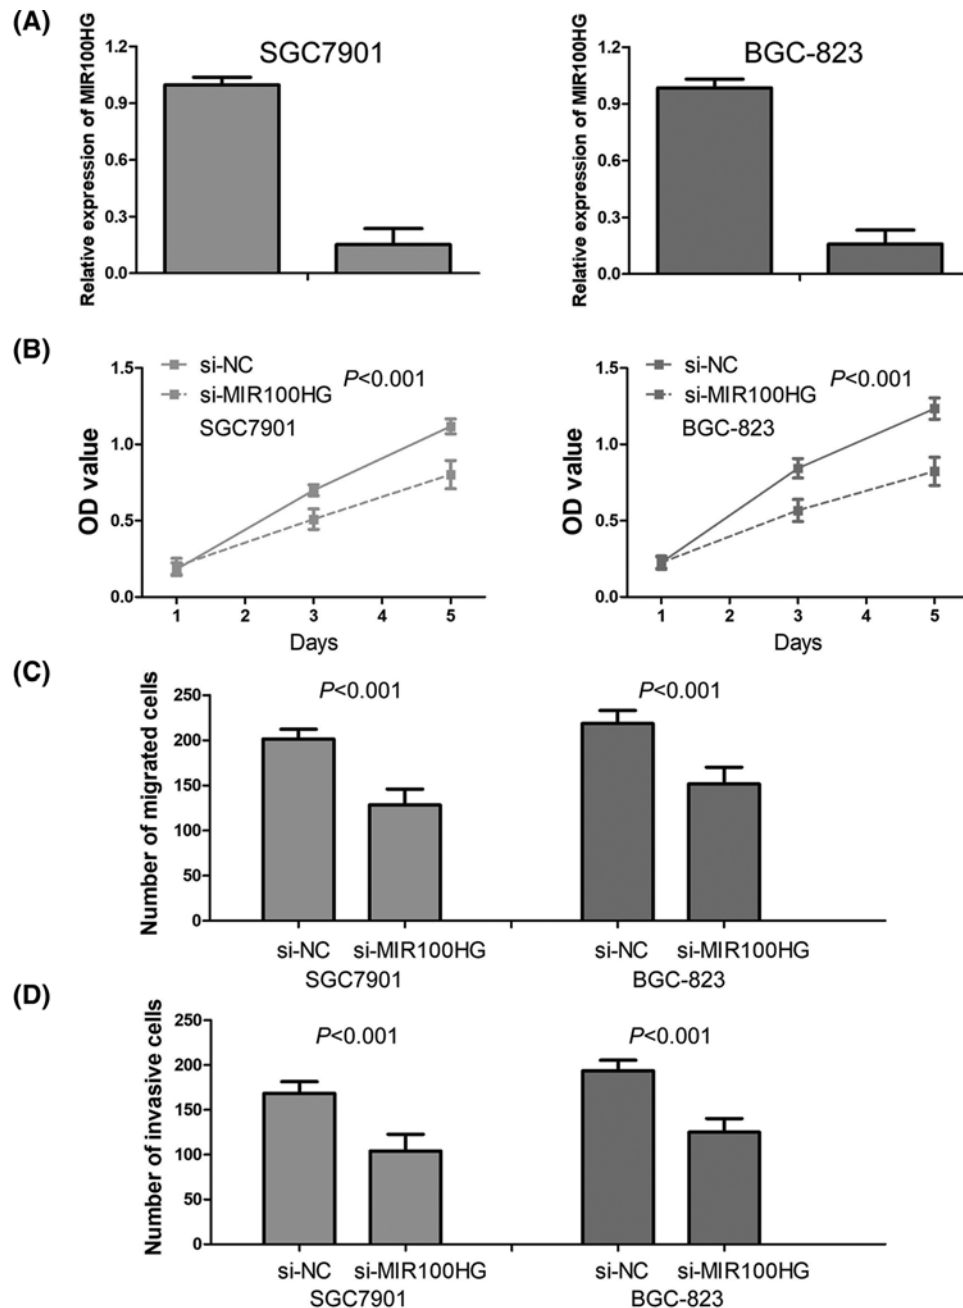 (A)
SGC7901
Relative expression of MIR100HG
1.2
0.9
0.6
0.3
0.0
BGC-823
Relative expression of MIR100HG
1.2
0.9
0.6
0.3
0.0
(B)
si-NC
si-MIR100HG
SGC7901
P<0.001
OD value
1.5
1.0
0.5
0.0
1 2 3 4 5
Days
si-NC
si-MIR100HG
BGC-823
P<0.001
OD value
1.5
1.0
0.5
0.0
1 2 3 4 5
Days
(C)
Number of migrated cells
250
200
150
100
50
0
P<0.001 P<0.001
si-NC si-MIR100HG si-NC si-MIR100HG
SGC7901 BGC-823
(D)
Number of invasive cells
250
200
150
100
50
0
P<0.001 P<0.001
si-NC si-MIR100HG si-NC si-MIR100HG
SGC7901 BGC-823